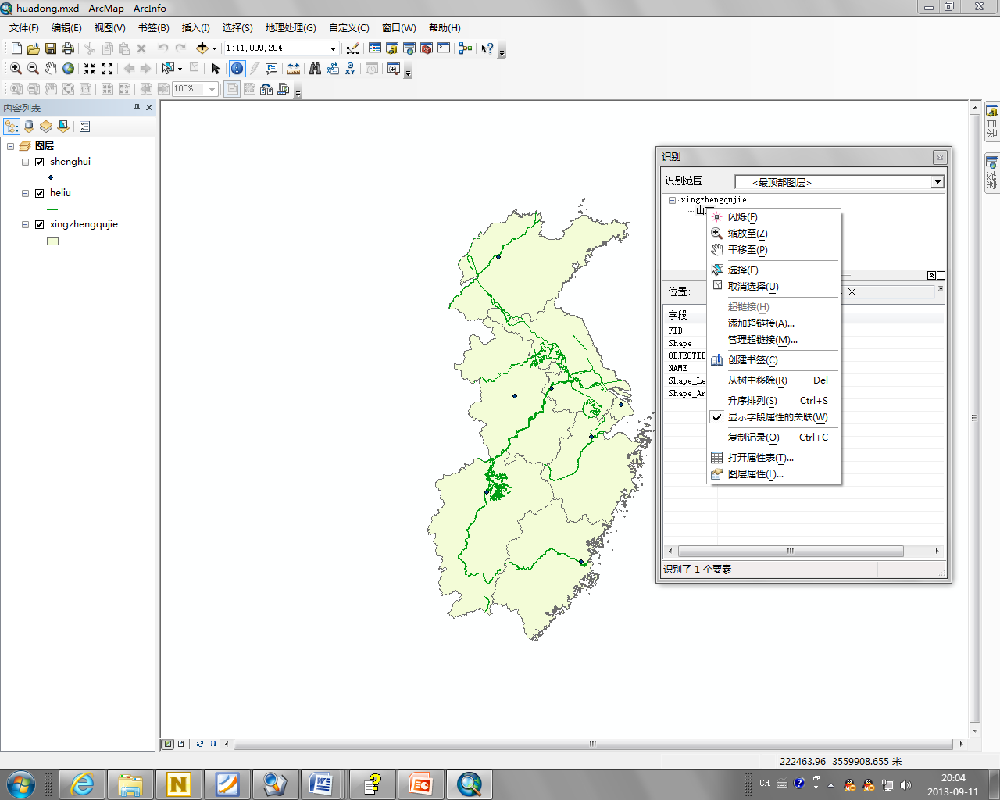 huadong.mxd - ArcMap - ArcInfo
文件(F) 编辑(E) 视图(V) 书签(B) 插入(I) 选择(S) 地理处理(G) 自定义(C) 窗口(W) 帮助(H)
1:11,009,204
100%
内容列表
图层
shenghui
heliu
xingzhengqujie
识别
识别范围: <最顶部图层>
xingzhengqujie
闪烁(F)
缩放至(Z)
平移至(P)
选择(E)
取消选择(U)
超链接(H)
添加超链接(A)...
管理超链接(M)...
创建书签(C)
从树中移除(R) Del
升序排列(S) Ctrl+S
显示字段属性的关联(W)
复制记录(O) Ctrl+C
打开属性表(T)...
图层属性(L)...
位置: 米
字段
FID
Shape
OBJECTID
NAME
Shape_Le
Shape_Ar
识别了 1 个要素
目录
搜索
222463.96 3559908.655 米
CH
20:04
2013-09-11